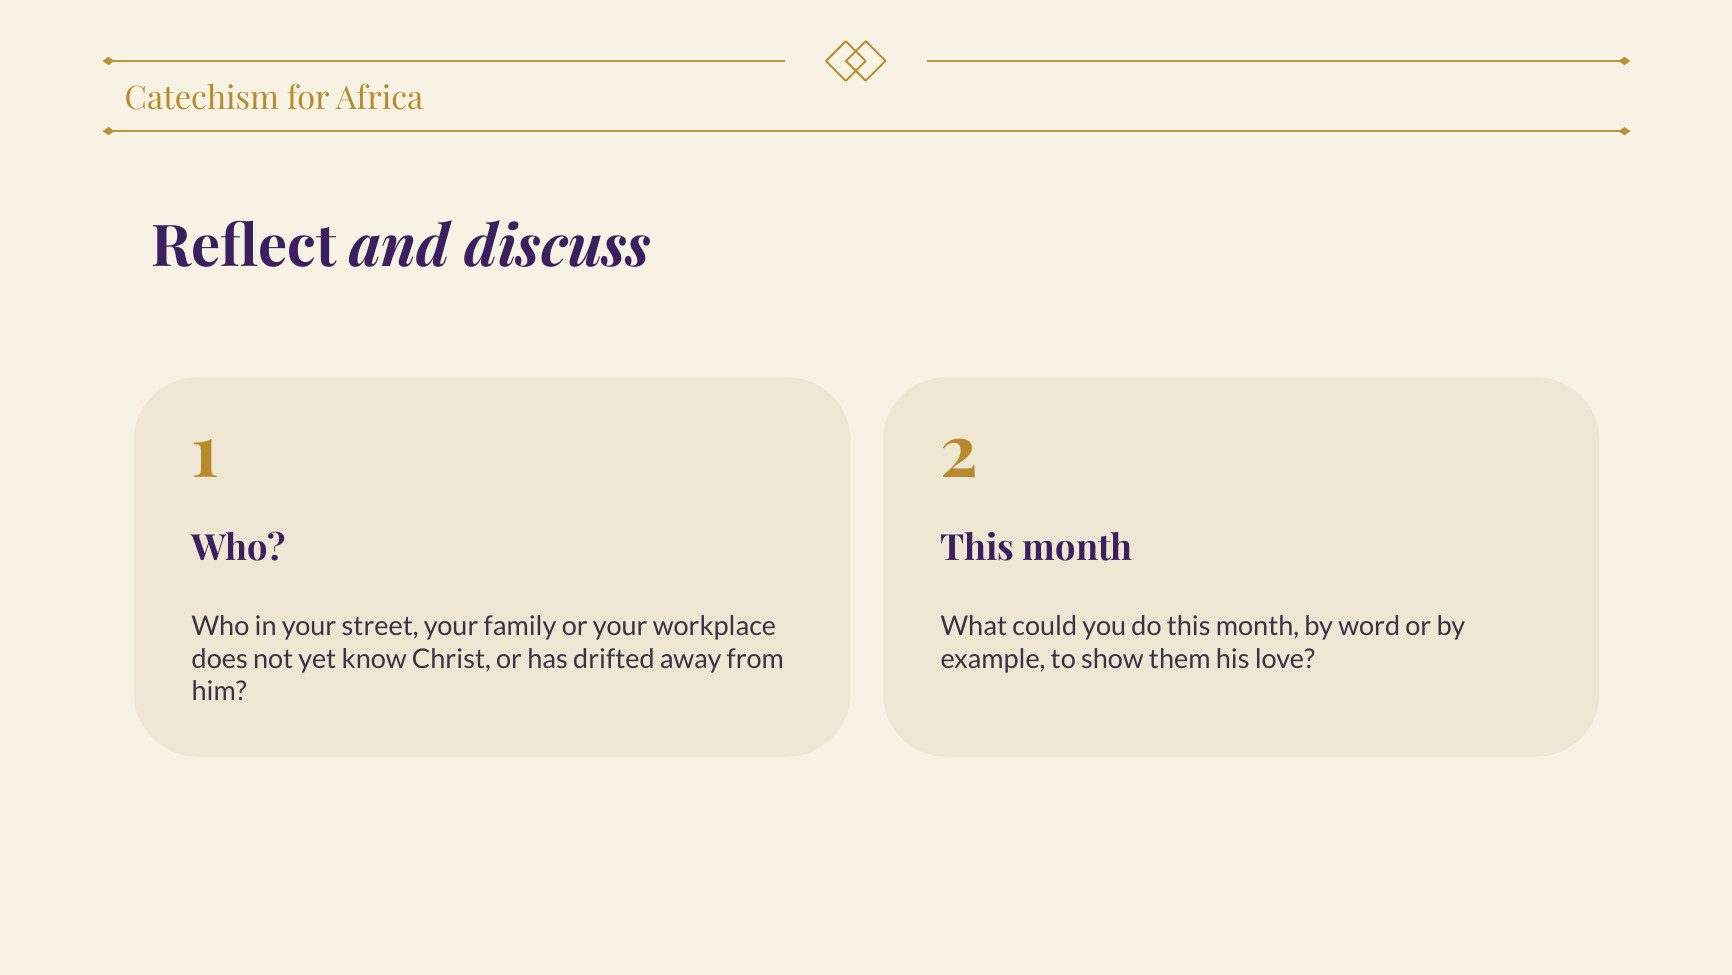 Catechism for Africa
Reflect and discuss
1
Who?
Who in your street, your family or your workplace
does not yet know Christ, or has drifted away from
him?
2
This month
What could you do this month, by word or by
example, to show them his love?